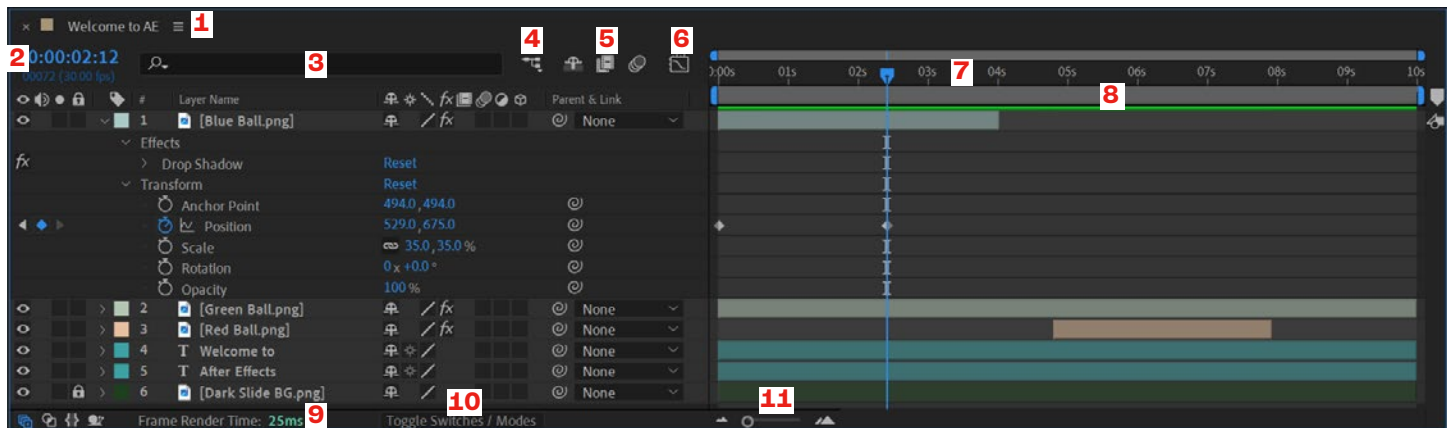 Welcome to AE 1
2 0:00:02:12 3 4 5 6
00072 (30.00 fps)
0:00s 01s 02s 03s 7 04s 05s 06s 07s 08s 09s 10s
# Layer Name fx Parent & Link 8
1 [Blue Ball.png] fx None
Effects
fx Drop Shadow Reset
Transform Reset
Anchor Point 494.0,494.0
Position 529.0,675.0
Scale 35.0,35.0%
Rotation 0x+0.0°
Opacity 100%
2 [Green Ball.png] fx None
3 [Red Ball.png] fx None
4 T Welcome to None
5 T After Effects None
6 [Dark Slide BG.png] None
Frame Render Time: 25ms 9 Toggle Switches / Modes 10 11